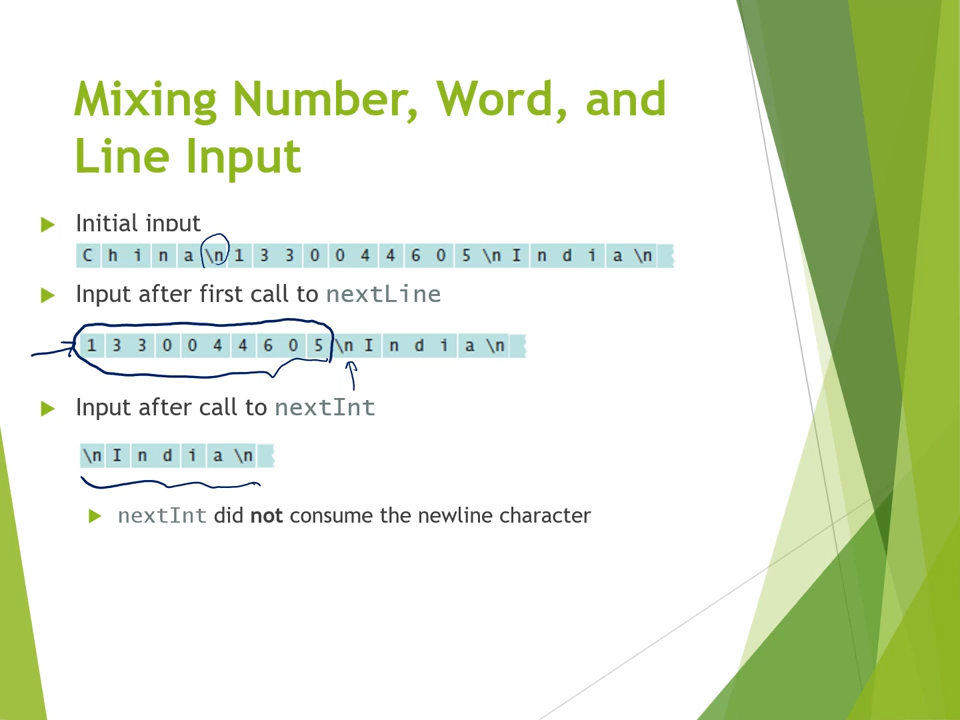 Mixing Number, Word, and
Line Input
Initial input
C h i n a \n 1 3 3 0 0 4 4 6 0 5 \n I n d i a \n
Input after first call to nextLine
1 3 3 0 0 4 4 6 0 5 \n I n d i a \n
Input after call to nextInt
\n I n d i a \n
nextInt did not consume the newline character